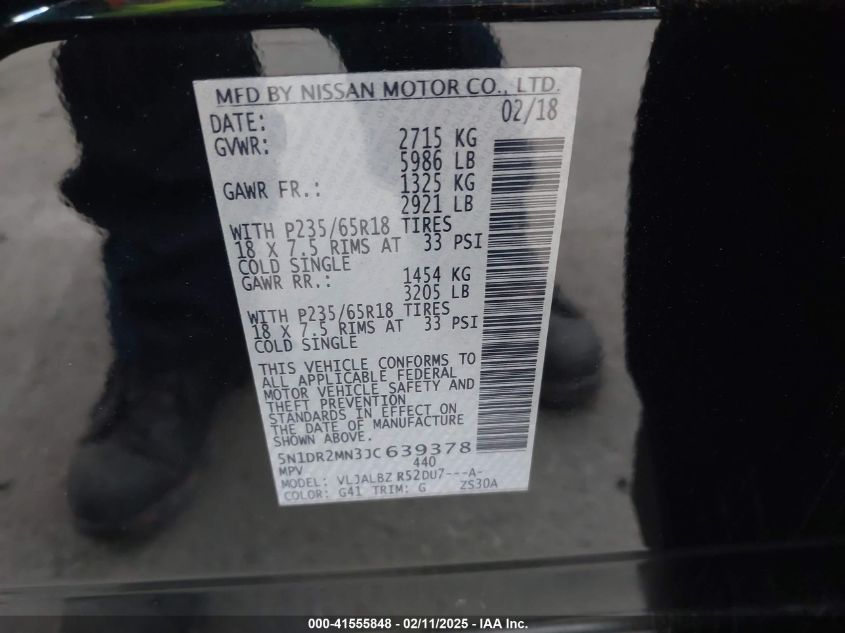 MFD BY NISSAN MOTOR CO., LTD.
DATE: 02/18
GVWR: 2715 KG
5986 LB
GAWR FR.: 1325 KG
2921 LB
WITH P235/65R18 TIRES
18 X 7.5 RIMS AT 33 PSI
COLD SINGLE
GAWR RR.: 1454 KG
3205 LB
WITH P235/65R18 TIRES
18 X 7.5 RIMS AT 33 PSI
COLD SINGLE
THIS VEHICLE CONFORMS TO
ALL APPLICABLE FEDERAL
MOTOR VEHICLE SAFETY AND
THEFT PREVENTION
STANDARDS IN EFFECT ON
THE DATE OF MANUFACTURE
SHOWN ABOVE.
5N1DR2MN3JC639378
MPV 440
MODEL: VLJALBZ R52DU7---A-
COLOR: G41 TRIM: G ZS30A
000-41555848 - 02/11/2025 - IAA Inc.